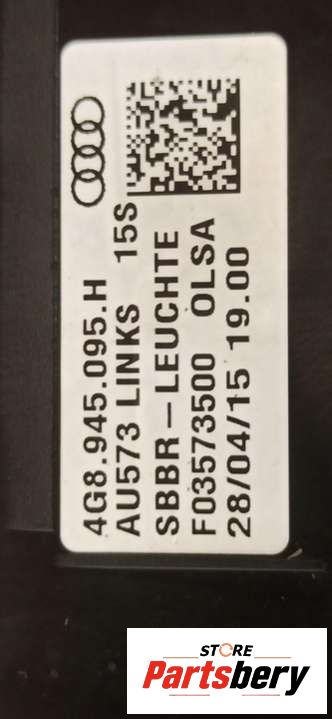 4G8.945.095.H
AU573 LINKS 15S
SBBR-LEUCHTE
F03573500 OLSA
28/04/15 19.00
STORE
Partsbery